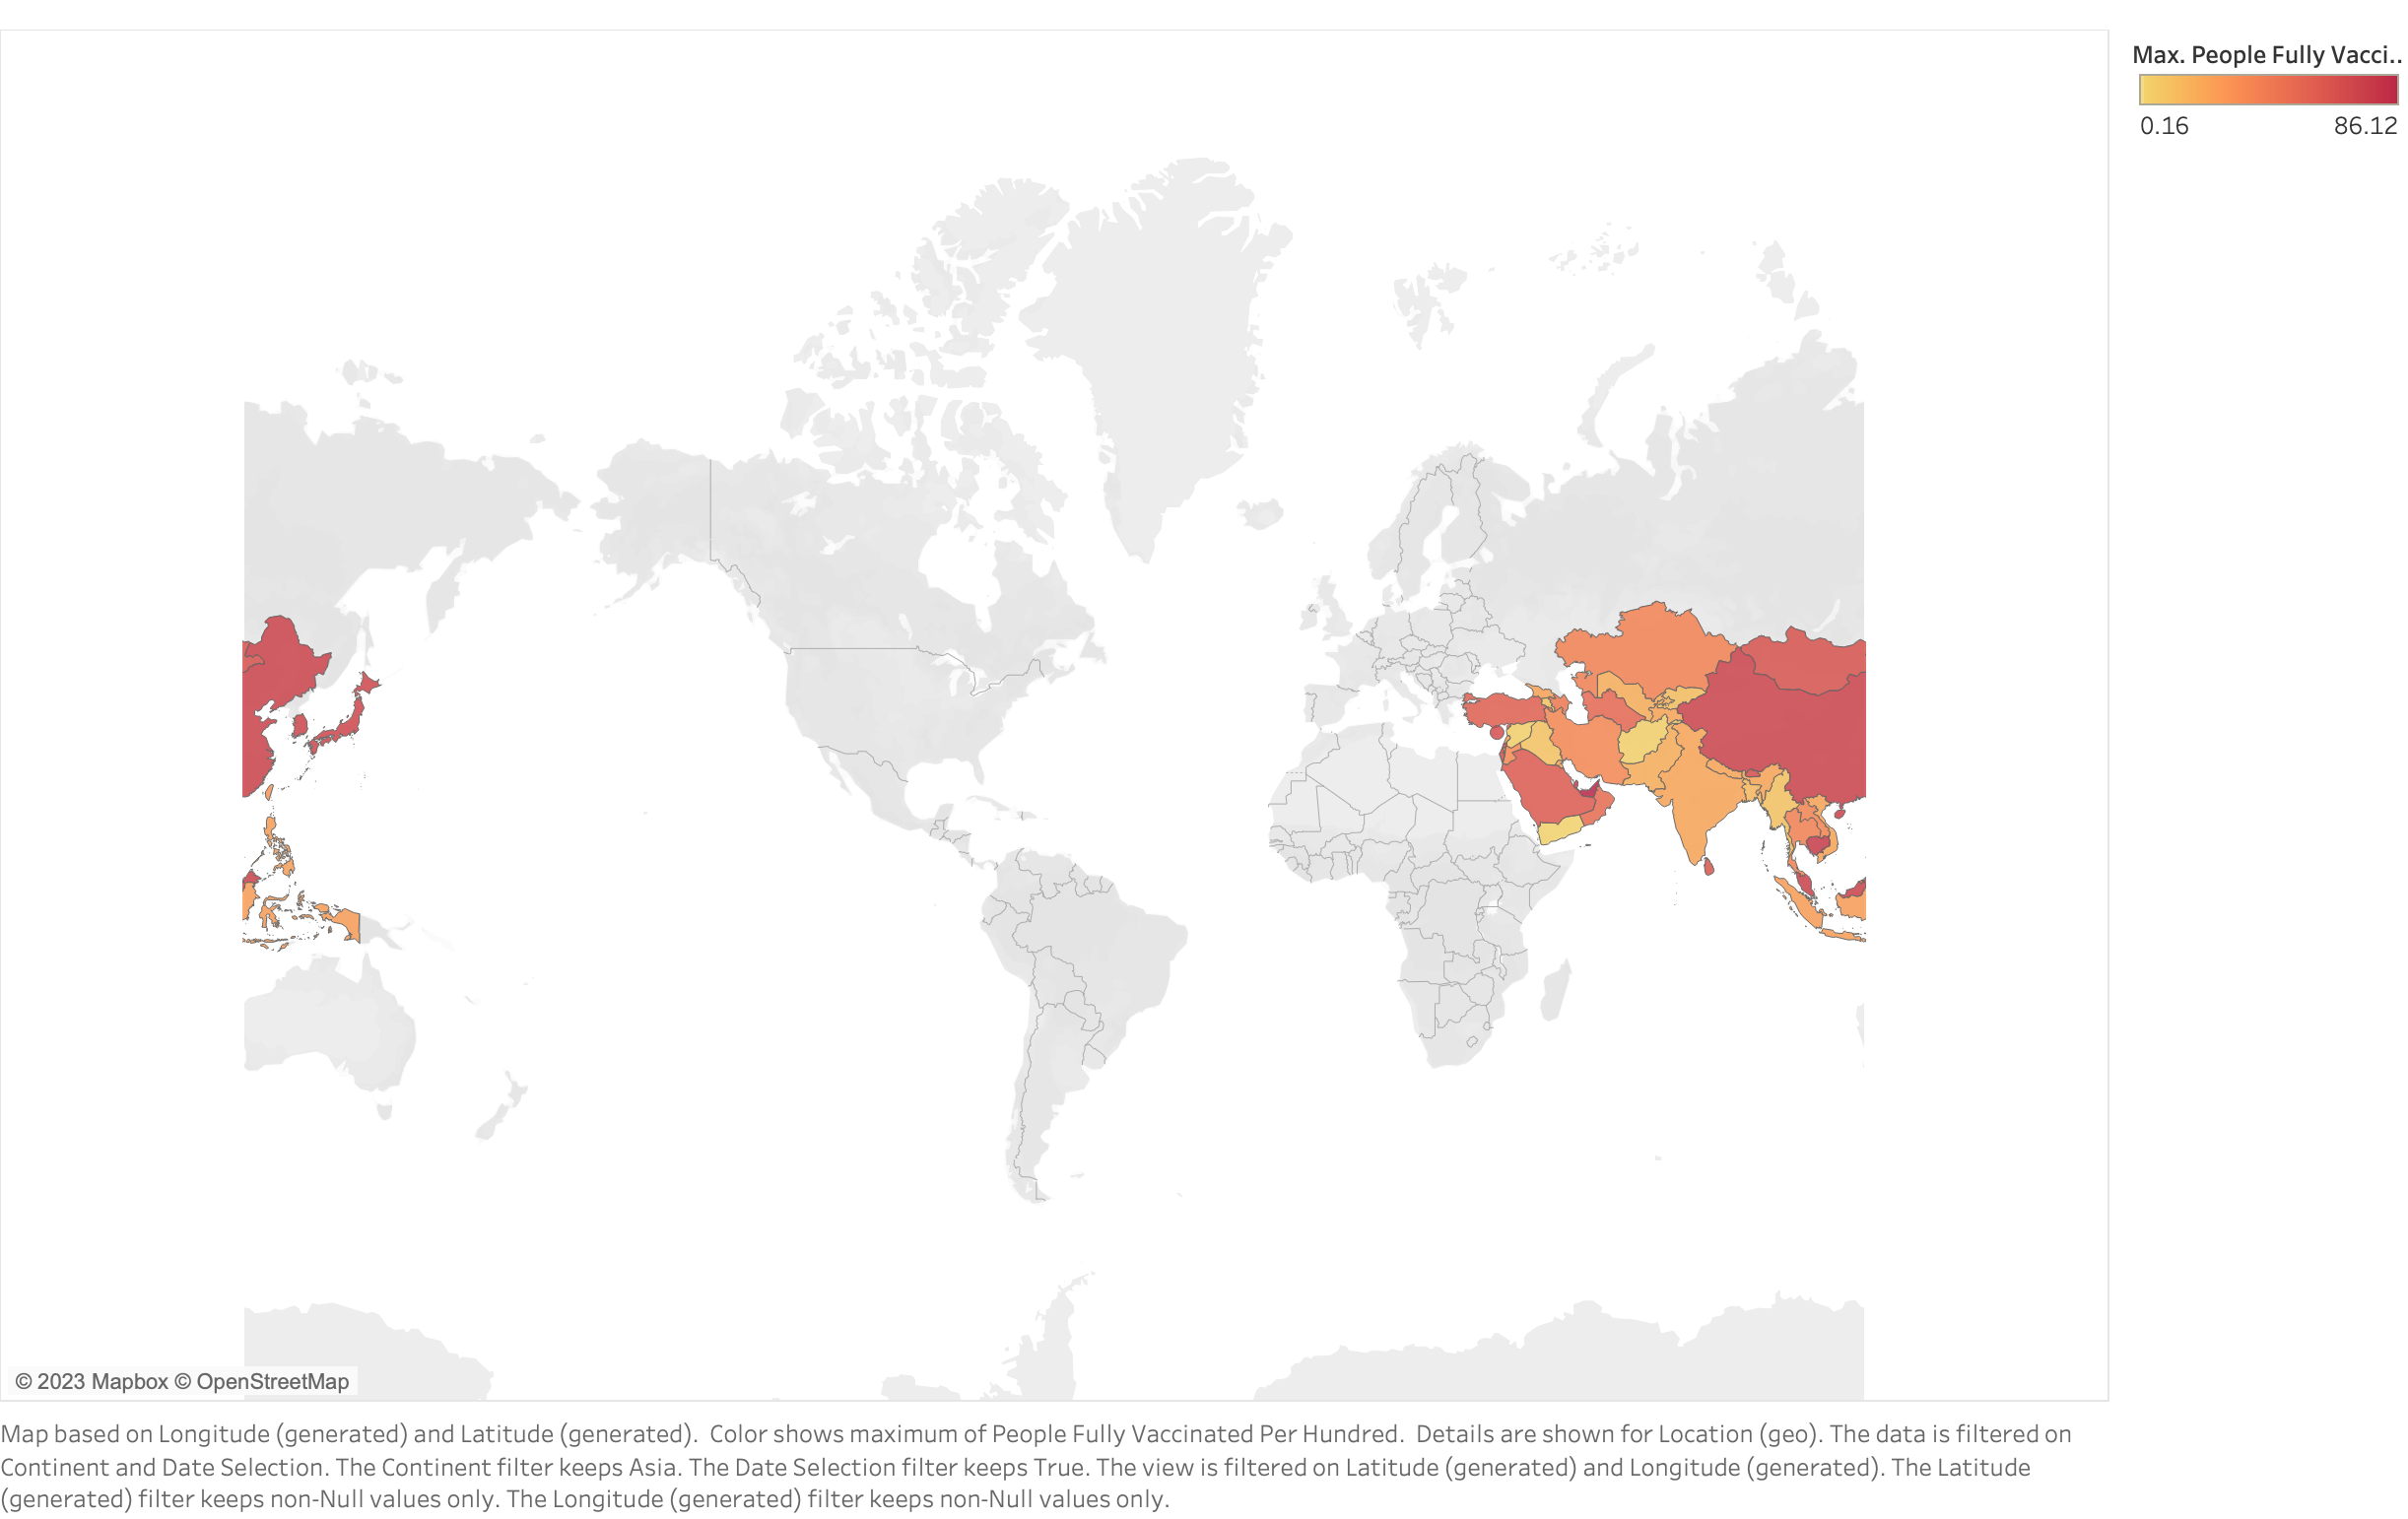 Max. People Fully Vacci..
0.16 86.12
© 2023 Mapbox © OpenStreetMap
Map based on Longitude (generated) and Latitude (generated).  Color shows maximum of People Fully Vaccinated Per Hundred.  Details are shown for Location (geo). The data is filtered on
Continent and Date Selection. The Continent filter keeps Asia. The Date Selection filter keeps True. The view is filtered on Latitude (generated) and Longitude (generated). The Latitude
(generated) filter keeps non-Null values only. The Longitude (generated) filter keeps non-Null values only.